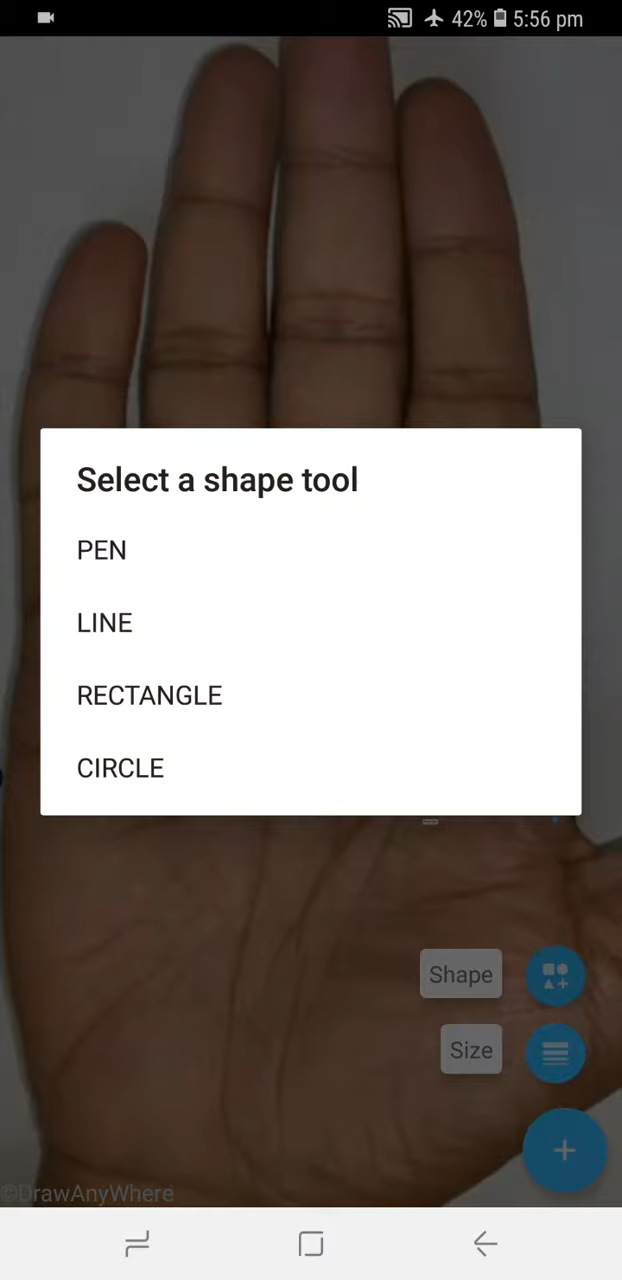 42% 5:56 pm
Select a shape tool
PEN
LINE
RECTANGLE
CIRCLE
Shape
Size
©DrawAnyWhere